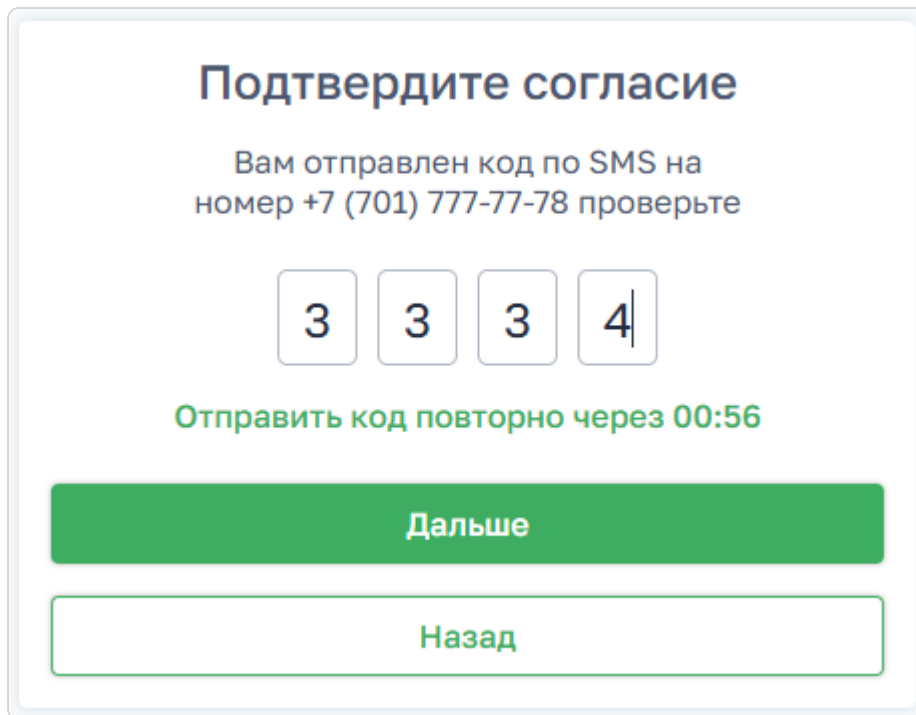 Подтвердите согласие
Вам отправлен код по SMS на
номер +7 (701) 777-77-78 проверьте
3 3 3 4
Отправить код повторно через 00:56
Дальше
Назад